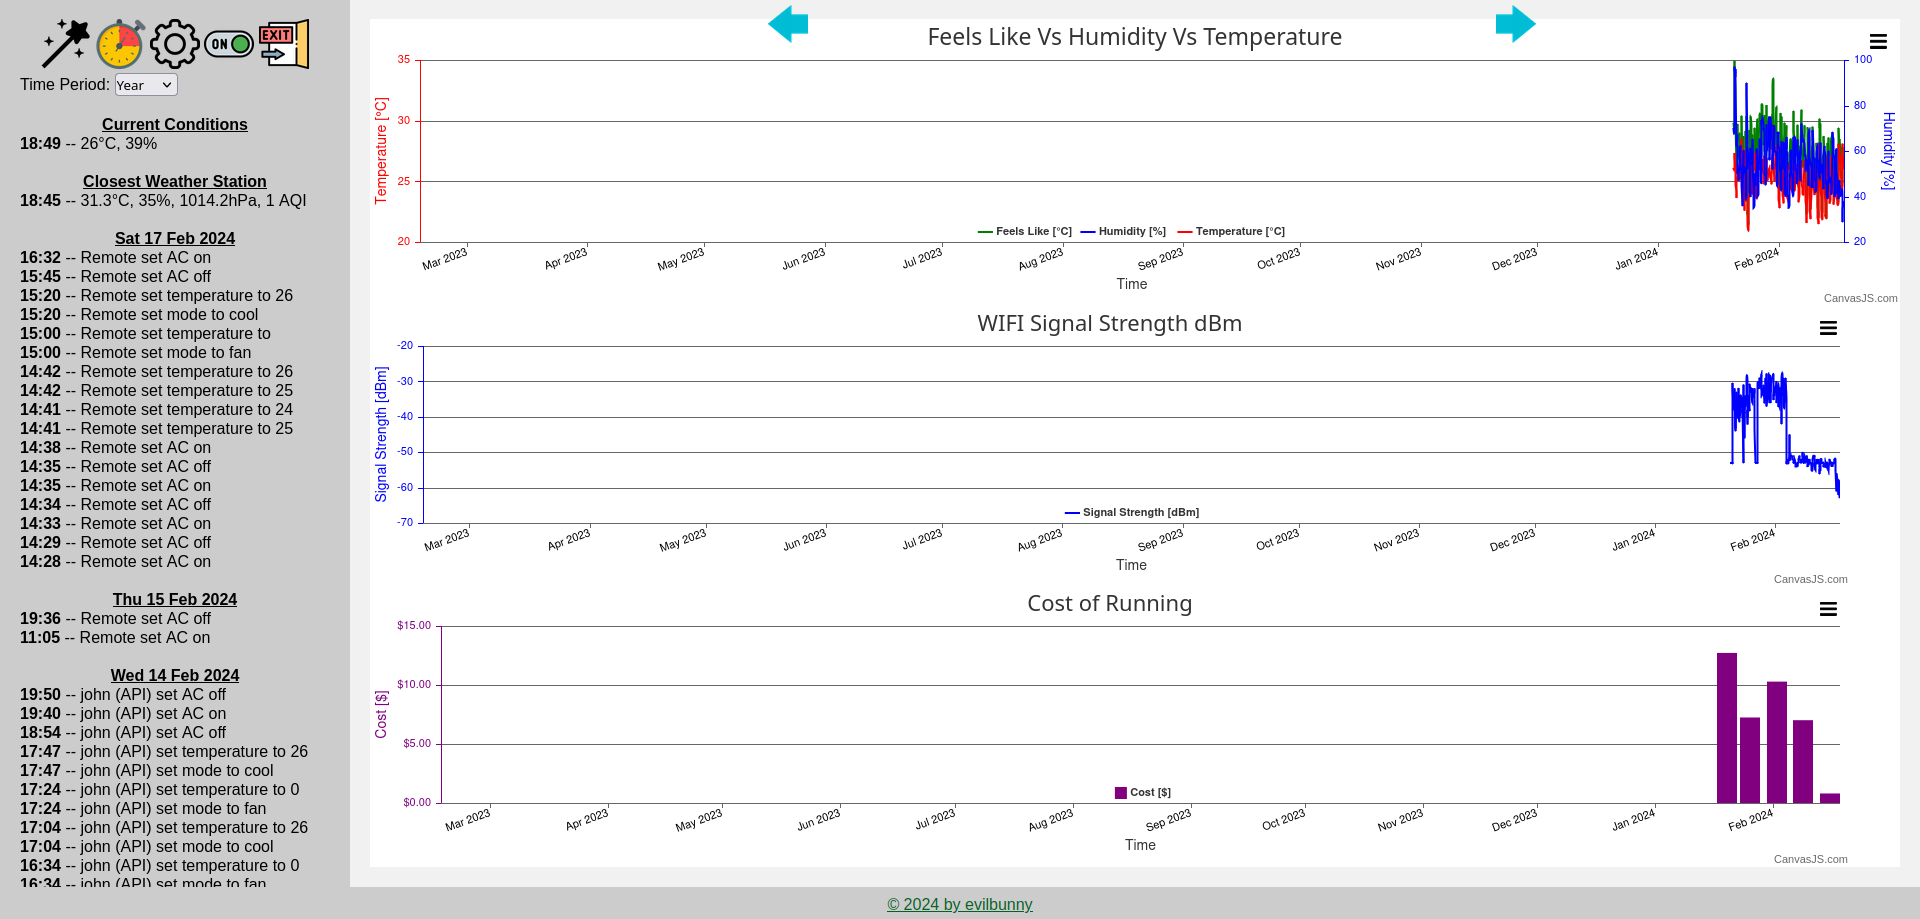 EXIT
ON
Time Period: Year
Current Conditions
18:49 -- 26°C, 39%
Closest Weather Station
18:45 -- 31.3°C, 35%, 1014.2hPa, 1 AQI
Sat 17 Feb 2024
16:32 -- Remote set AC on
15:45 -- Remote set AC off
15:20 -- Remote set temperature to 26
15:20 -- Remote set mode to cool
15:00 -- Remote set temperature to
15:00 -- Remote set mode to fan
14:42 -- Remote set temperature to 26
14:42 -- Remote set temperature to 25
14:41 -- Remote set temperature to 24
14:41 -- Remote set temperature to 25
14:38 -- Remote set AC on
14:35 -- Remote set AC off
14:35 -- Remote set AC on
14:34 -- Remote set AC off
14:33 -- Remote set AC on
14:29 -- Remote set AC off
14:28 -- Remote set AC on
Thu 15 Feb 2024
19:36 -- Remote set AC off
11:05 -- Remote set AC on
Wed 14 Feb 2024
19:50 -- john (API) set AC off
19:40 -- john (API) set AC on
18:54 -- john (API) set AC off
17:47 -- john (API) set temperature to 26
17:47 -- john (API) set mode to cool
17:24 -- john (API) set temperature to 0
17:24 -- john (API) set mode to fan
17:04 -- john (API) set temperature to 26
17:04 -- john (API) set mode to cool
16:34 -- john (API) set temperature to 0
16:34 -- john (API) set mode to fan
Feels Like Vs Humidity Vs Temperature
35
30
25
20
Temperature [°C]
100
80
60
40
20
Humidity [%]
Feels Like [°C] Humidity [%] Temperature [°C]
Mar 2023 Apr 2023 May 2023 Jun 2023 Jul 2023 Aug 2023 Sep 2023 Oct 2023 Nov 2023 Dec 2023 Jan 2024 Feb 2024
Time
CanvasJS.com
WIFI Signal Strength dBm
-20
-30
-40
-50
-60
-70
Signal Strength [dBm]
Signal Strength [dBm]
Mar 2023 Apr 2023 May 2023 Jun 2023 Jul 2023 Aug 2023 Sep 2023 Oct 2023 Nov 2023 Dec 2023 Jan 2024 Feb 2024
Time
CanvasJS.com
Cost of Running
$15.00
$10.00
$5.00
$0.00
Cost [$]
Cost [$]
Mar 2023 Apr 2023 May 2023 Jun 2023 Jul 2023 Aug 2023 Sep 2023 Oct 2023 Nov 2023 Dec 2023 Jan 2024 Feb 2024
Time
CanvasJS.com
© 2024 by evilbunny